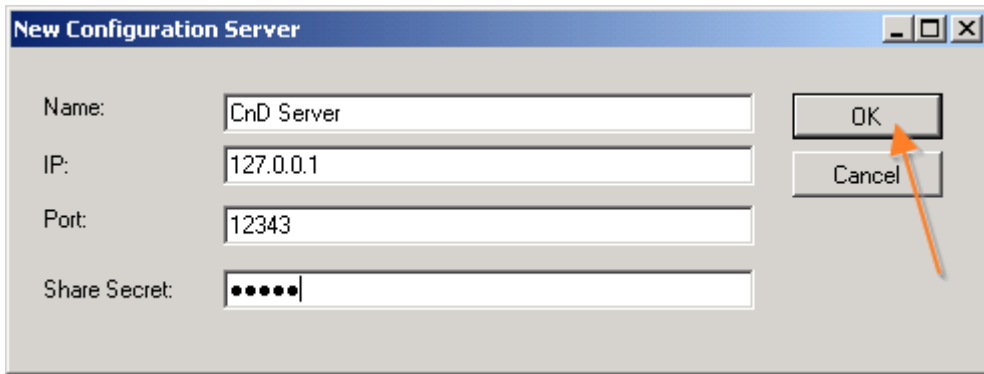 New Configuration Server
Name: CnD Server
OK
IP: 127.0.0.1
Cancel
Port: 12343
Share Secret: •••••